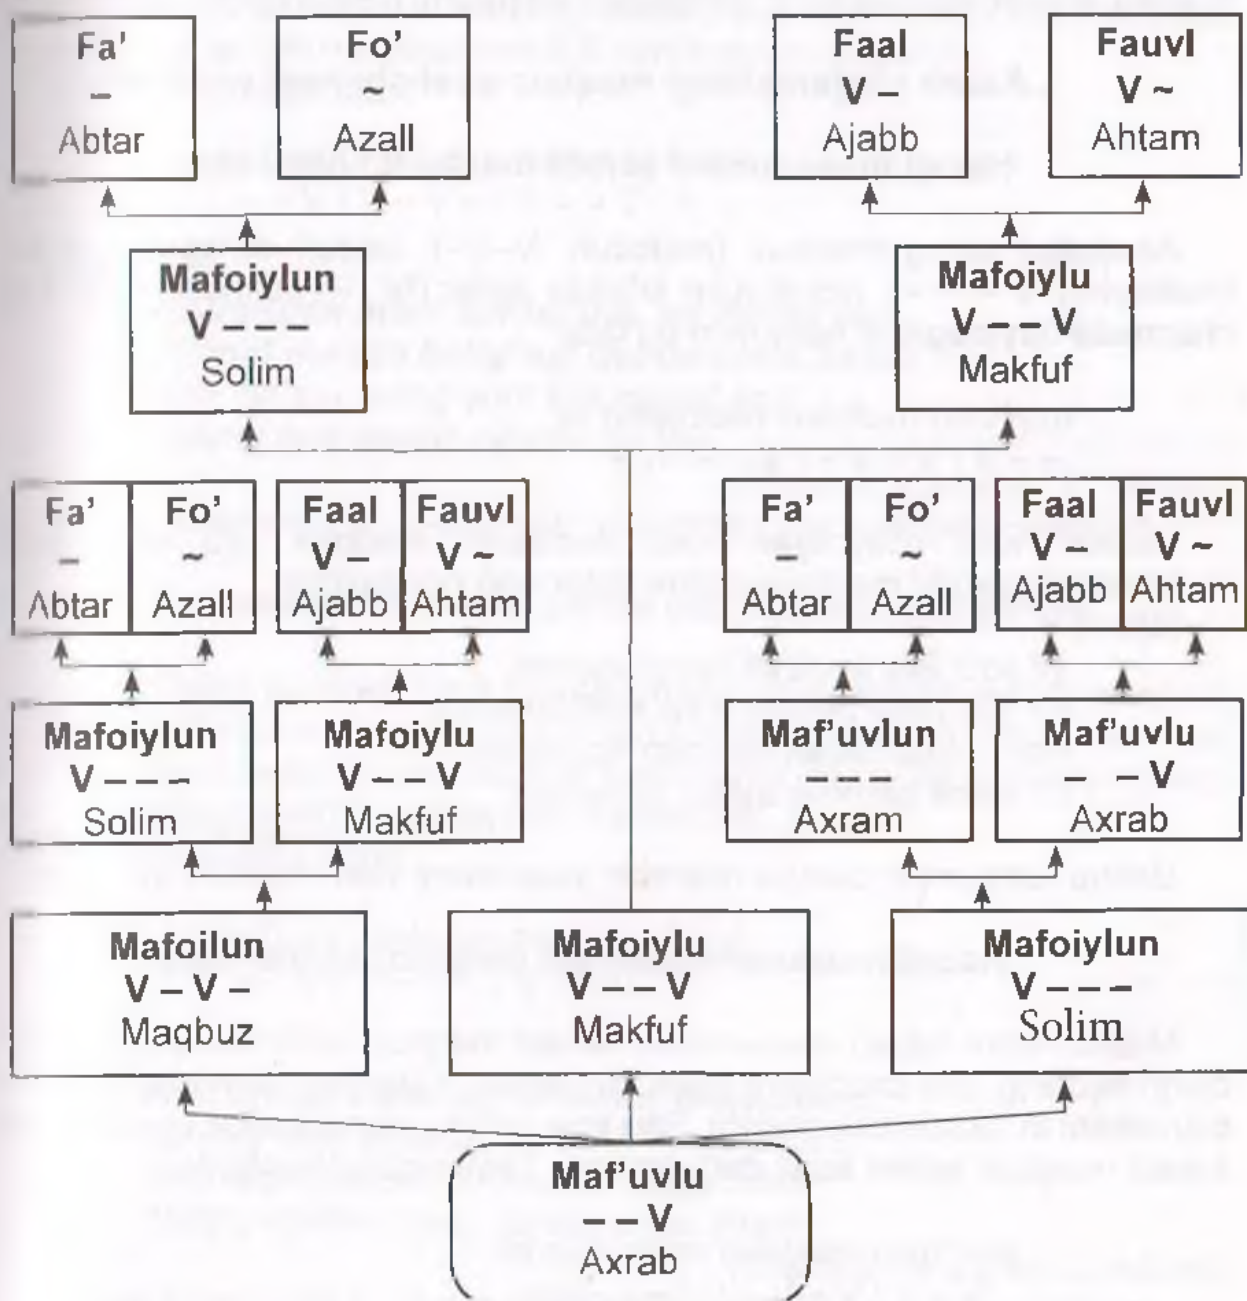 Fa'
–
Abtar
Fo'
~
Azall
Faal
V –
Ajabb
Fauvl
V ~
Ahtam
Mafoiylun
V – – –
Solim
Mafoiylu
V – – V
Makfuf
Fa'
–
Abtar
Fo'
~
Azall
Faal
V –
Ajabb
Fauvl
V ~
Ahtam
Fa'
–
Abtar
Fo'
~
Azall
Faal
V –
Ajabb
Fauvl
V ~
Ahtam
Mafoiylun
V – – –
Solim
Mafoiylu
V – – V
Makfuf
Maf'uvlun
– – –
Axram
Maf'uvlu
– – V
Axrab
Mafoilun
V – V –
Maqbuz
Mafoiylu
V – – V
Makfuf
Mafoiylun
V – – –
Solim
Maf'uvlu
– – V
Axrab